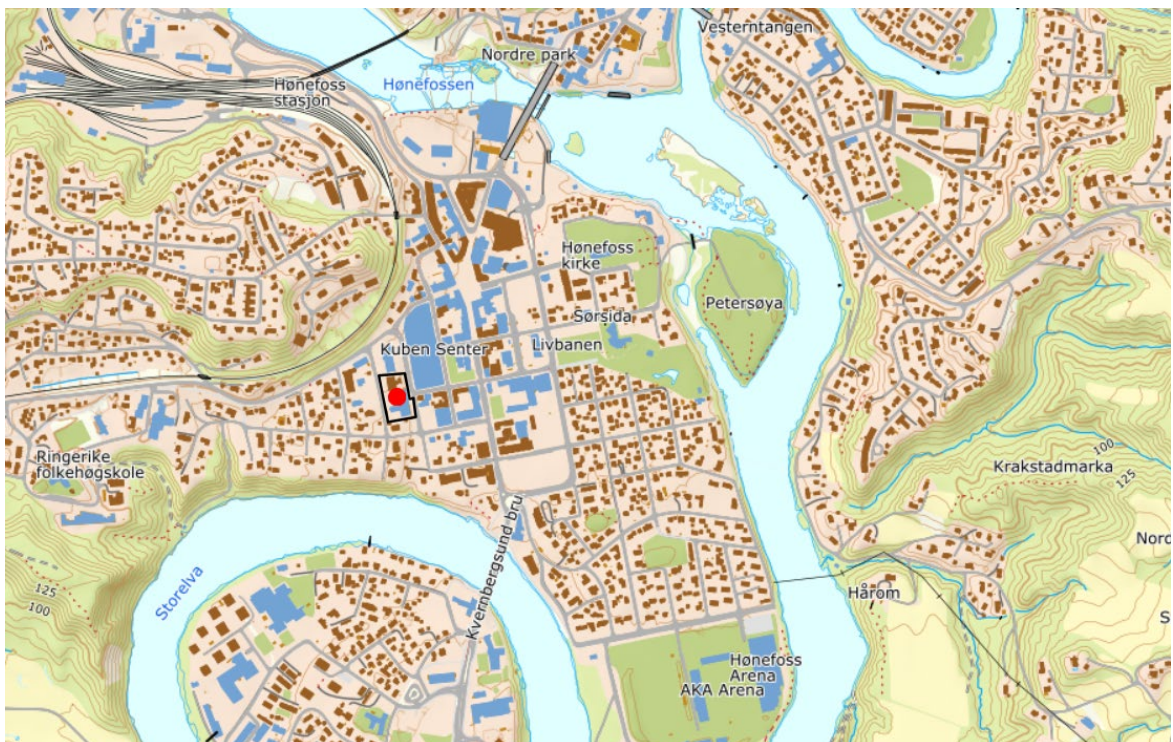 Vesterntangen
Nordre park
Hønefossen
Hønefoss
stasjon
Hønefoss
kirke
Petersøya
Sørsida
Livbanen
Kuben Senter
Ringerike
folkehøgskole
100
125
Krakstadmarka
Nord
Kvernbergsund bru
Storelva
125
100
Hårom
S
Hønefoss
Arena
AKA Arena